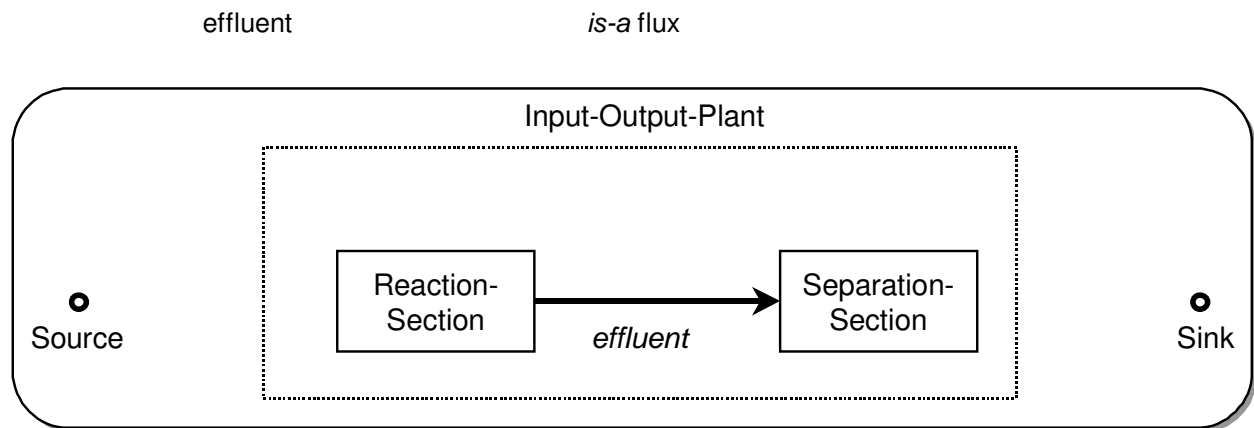 effluent is-a flux
Input-Output-Plant
Reaction-
Section
Separation-
Section
effluent
Source
Sink